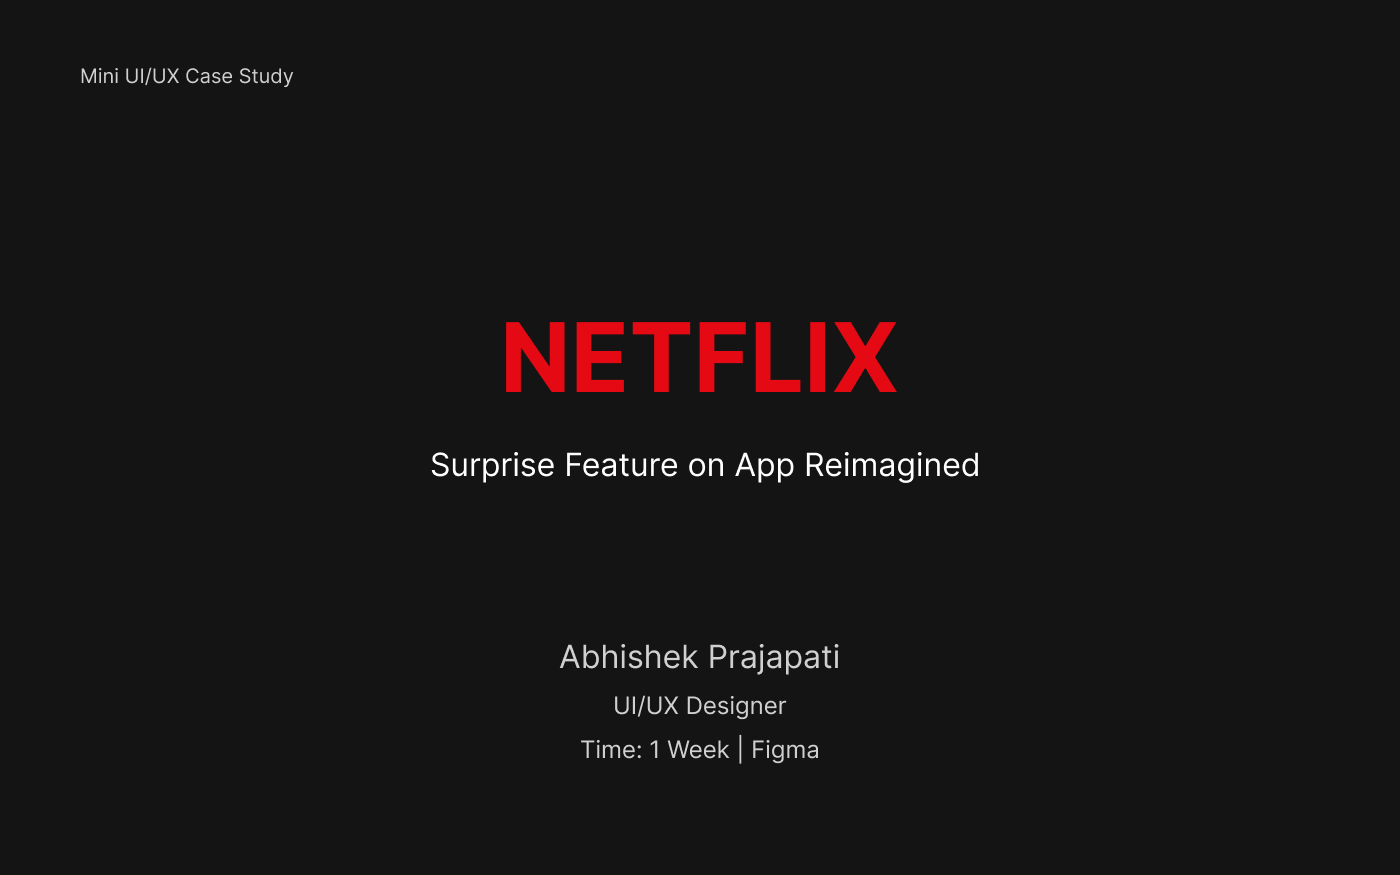 Mini UI/UX Case Study
NETFLIX
Surprise Feature on App Reimagined
Abhishek Prajapati
UI/UX Designer
Time: 1 Week | Figma